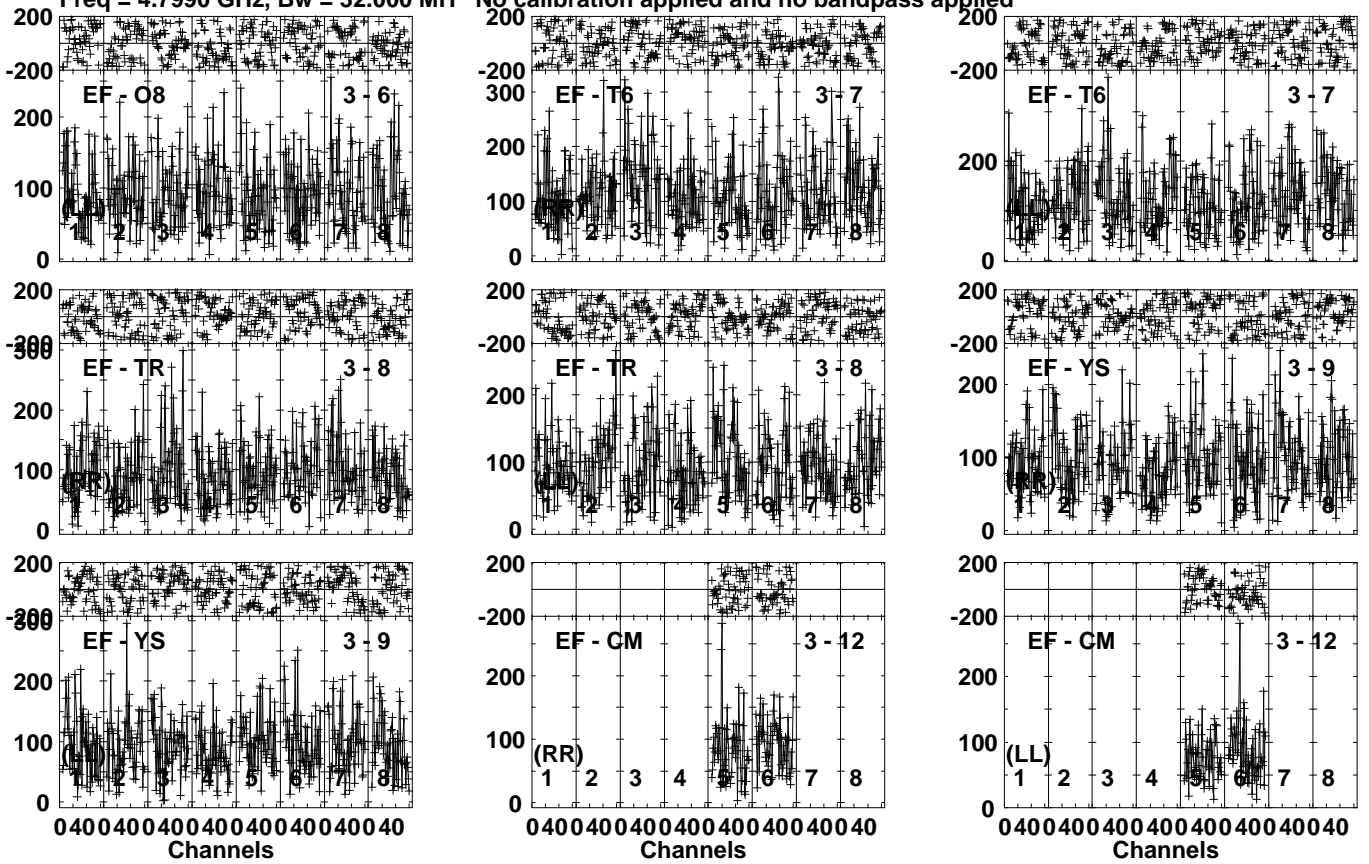 Freq = 4.7990 GHz, Bw = 32.000 MH No calibration applied and no bandpass applied
200 200 200
-200 -200 -200
EF - O8 3 - 6 EF - T6 3 - 7 EF - T6 3 - 7
200 300 200
100 200 0
0 100
0
(LL) (RR) (LL)
1 2 3 4 5 6 7 8 1 2 3 4 5 6 7 8 1 2 3 4 5 6 7 8
200 200 200
-200 -200 -200
300
EF - TR 3 - 8 EF - TR 3 - 8 EF - YS 3 - 9
200 200 200
100 100 100
(RR) (LL) (RR)
1 2 3 4 5 6 7 8 1 2 3 4 5 6 7 8 1 2 3 4 5 6 7 8
0 0 0
200 200 200
-200 -200 -200
300
EF - YS 3 - 9 EF - CM 3 - 12 EF - CM 3 - 12
200 200 200
100 100 100
(LL) (RR) (LL)
1 2 3 4 5 6 7 8 1 2 3 4 5 6 7 8 1 2 3 4 5 6 7 8
0 0 0
0 40 0 40 0 40 0 40 0 40 0 40 0 40 0 40 0 40 0 40 0 40 0 40 0 40 0 40 0 40 0 40 0 40 0 40 0 40 0 40 0 40 0 40 0 40 0 40
Channels Channels Channels